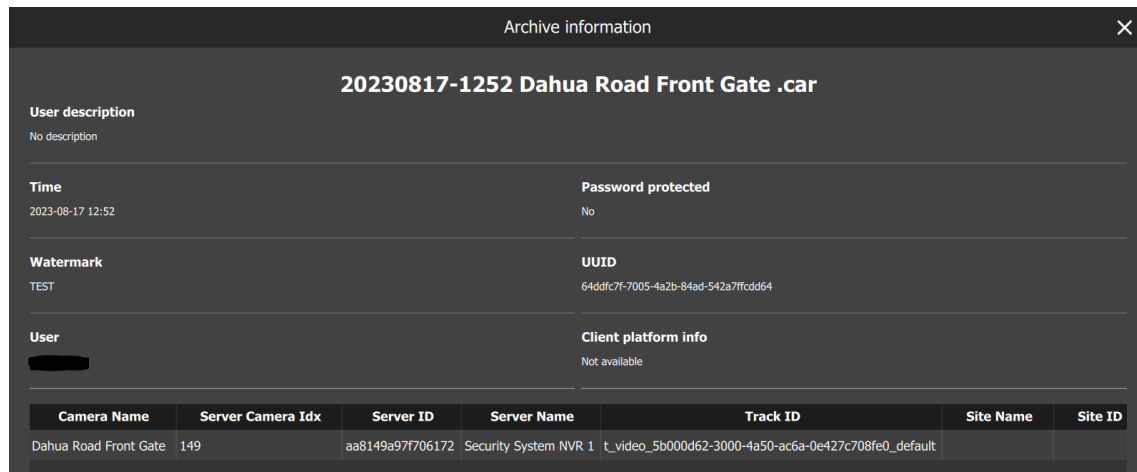 Archive information
20230817-1252 Dahua Road Front Gate .car
User description
No description
Time
Password protected
2023-08-17 12:52
No
Watermark
UUID
TEST
64ddfc7f-7005-4a2b-84ad-542a7ffcdd64
User
Client platform info
Not available
Camera Name Server Camera Idx Server ID Server Name Track ID Site Name Site ID
Dahua Road Front Gate 149 aa8149a97f706172 Security System NVR 1 t_video_5b000d62-3000-4a50-ac6a-0e427c708fe0_default